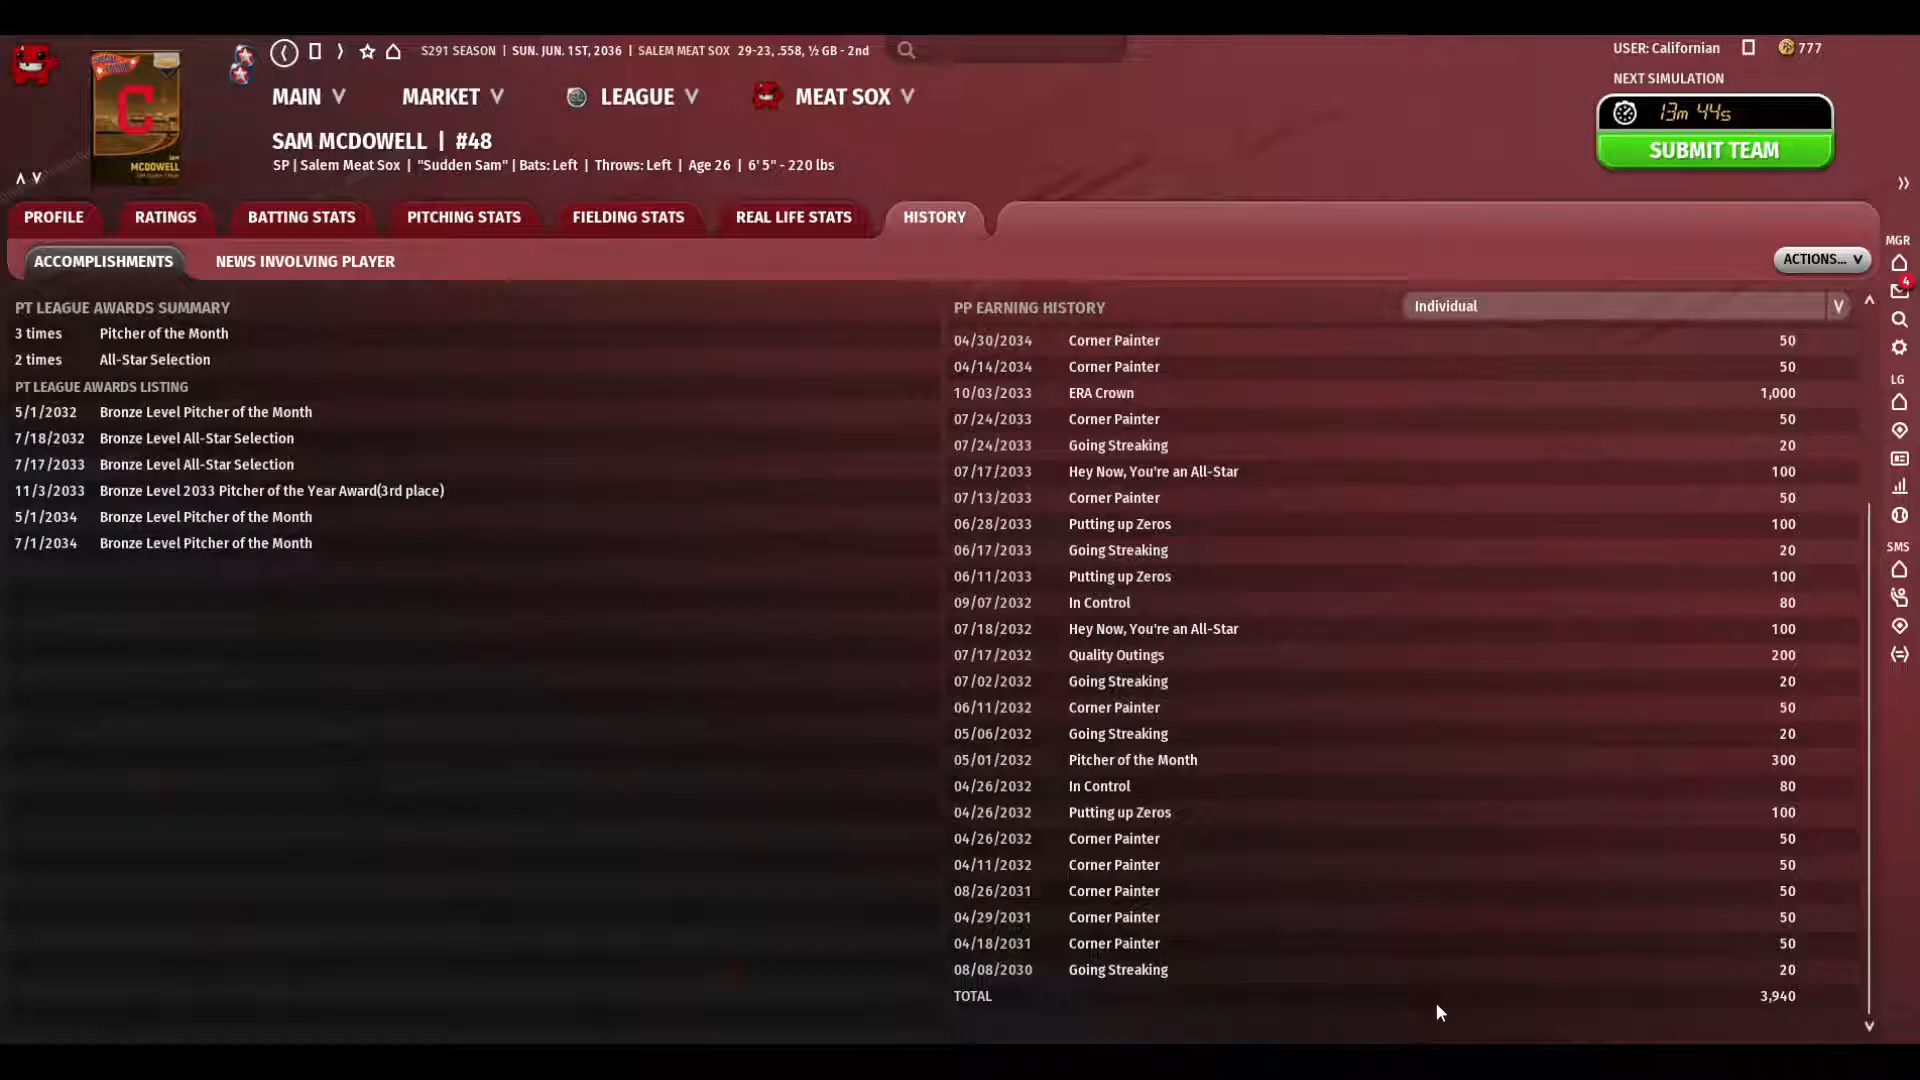 S291 SEASON | SUN. JUN. 1ST, 2036 | SALEM MEAT SOX 29-23, .558, ½ GB - 2nd
USER: Californian 777
NEXT SIMULATION
13m 44s
SUBMIT TEAM
MAIN MARKET LEAGUE MEAT SOX
C
MCDOWELL
SAM MCDOWELL | #48
SP | Salem Meat Sox | "Sudden Sam" | Bats: Left | Throws: Left | Age 26 | 6' 5" - 220 lbs
PROFILE RATINGS BATTING STATS PITCHING STATS FIELDING STATS REAL LIFE STATS HISTORY
ACCOMPLISHMENTS NEWS INVOLVING PLAYER ACTIONS...
PT LEAGUE AWARDS SUMMARY
3 times Pitcher of the Month
2 times All-Star Selection
PT LEAGUE AWARDS LISTING
5/1/2032 Bronze Level Pitcher of the Month
7/18/2032 Bronze Level All-Star Selection
7/17/2033 Bronze Level All-Star Selection
11/3/2033 Bronze Level 2033 Pitcher of the Year Award(3rd place)
5/1/2034 Bronze Level Pitcher of the Month
7/1/2034 Bronze Level Pitcher of the Month
PP EARNING HISTORY Individual
04/30/2034 Corner Painter 50
04/14/2034 Corner Painter 50
10/03/2033 ERA Crown 1,000
07/24/2033 Corner Painter 50
07/24/2033 Going Streaking 20
07/17/2033 Hey Now, You're an All-Star 100
07/13/2033 Corner Painter 50
06/28/2033 Putting up Zeros 100
06/17/2033 Going Streaking 20
06/11/2033 Putting up Zeros 100
09/07/2032 In Control 80
07/18/2032 Hey Now, You're an All-Star 100
07/17/2032 Quality Outings 200
07/02/2032 Going Streaking 20
06/11/2032 Corner Painter 50
05/06/2032 Going Streaking 20
05/01/2032 Pitcher of the Month 300
04/26/2032 In Control 80
04/26/2032 Putting up Zeros 100
04/26/2032 Corner Painter 50
04/11/2032 Corner Painter 50
08/26/2031 Corner Painter 50
04/29/2031 Corner Painter 50
04/18/2031 Corner Painter 50
08/08/2030 Going Streaking 20
TOTAL 3,940
MGR
4
LG
SMS